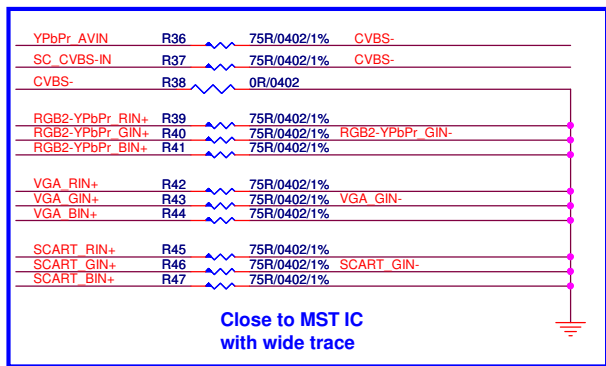 YPbPr_AVIN R36 75R/0402/1% CVBS-
SC_CVBS-IN R37 75R/0402/1% CVBS-
CVBS- R38 0R/0402
RGB2-YPbPr_RIN+ R39 75R/0402/1%
RGB2-YPbPr_GIN+ R40 75R/0402/1% RGB2-YPbPr_GIN-
RGB2-YPbPr_BIN+ R41 75R/0402/1%
VGA_RIN+ R42 75R/0402/1%
VGA_GIN+ R43 75R/0402/1% VGA_GIN-
VGA_BIN+ R44 75R/0402/1%
SCART_RIN+ R45 75R/0402/1%
SCART_GIN+ R46 75R/0402/1% SCART_GIN-
SCART_BIN+ R47 75R/0402/1%
Close to MST IC
with wide trace